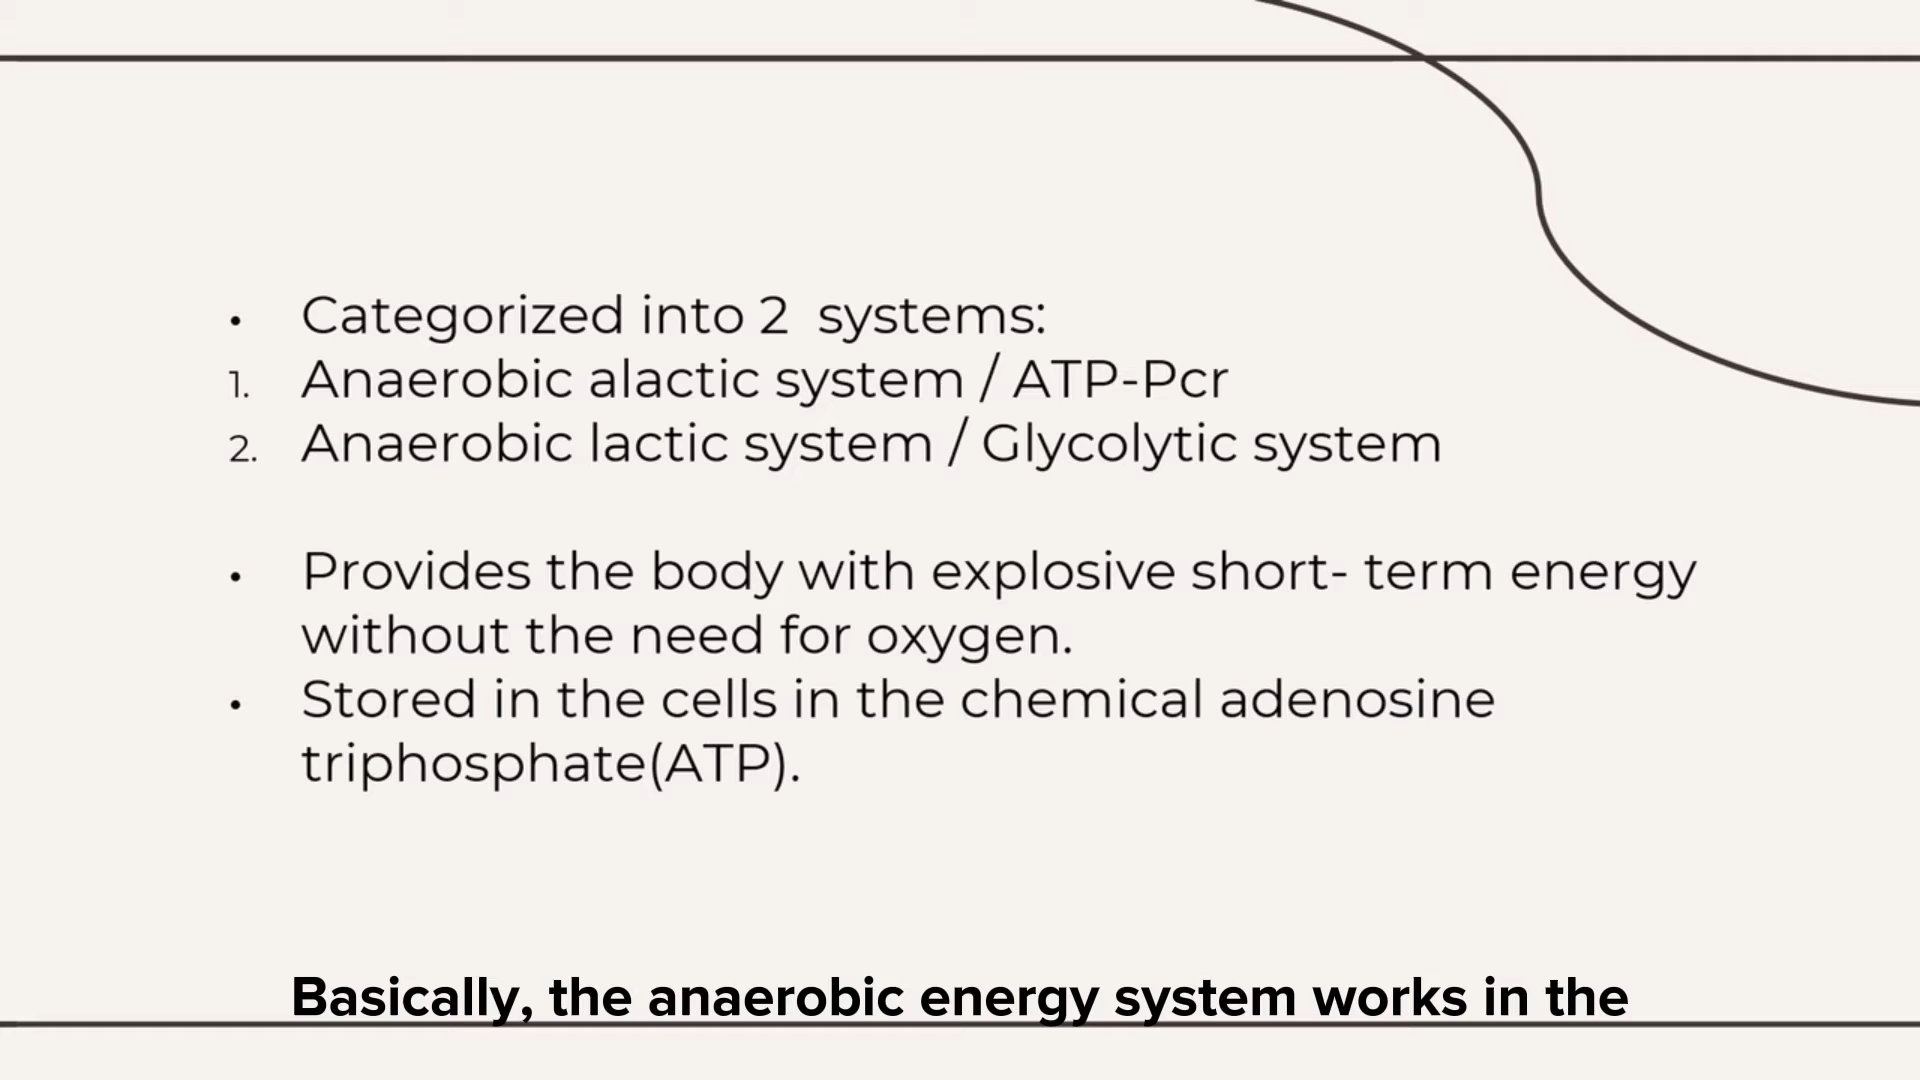 • Categorized into 2  systems:
1. Anaerobic alactic system / ATP-Pcr
2. Anaerobic lactic system / Glycolytic system
• Provides the body with explosive short- term energy
without the need for oxygen.
• Stored in the cells in the chemical adenosine
triphosphate(ATP).
Basically, the anaerobic energy system works in the